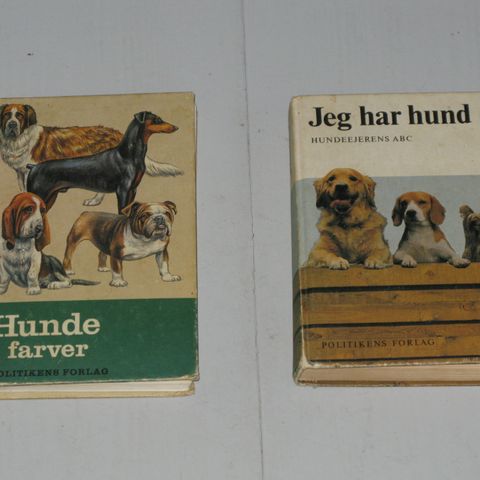 Hunde
farver
POLITIKENS FORLAG
Jeg har hund
HUNDEEJERENS ABC
POLITIKENS FORLAG